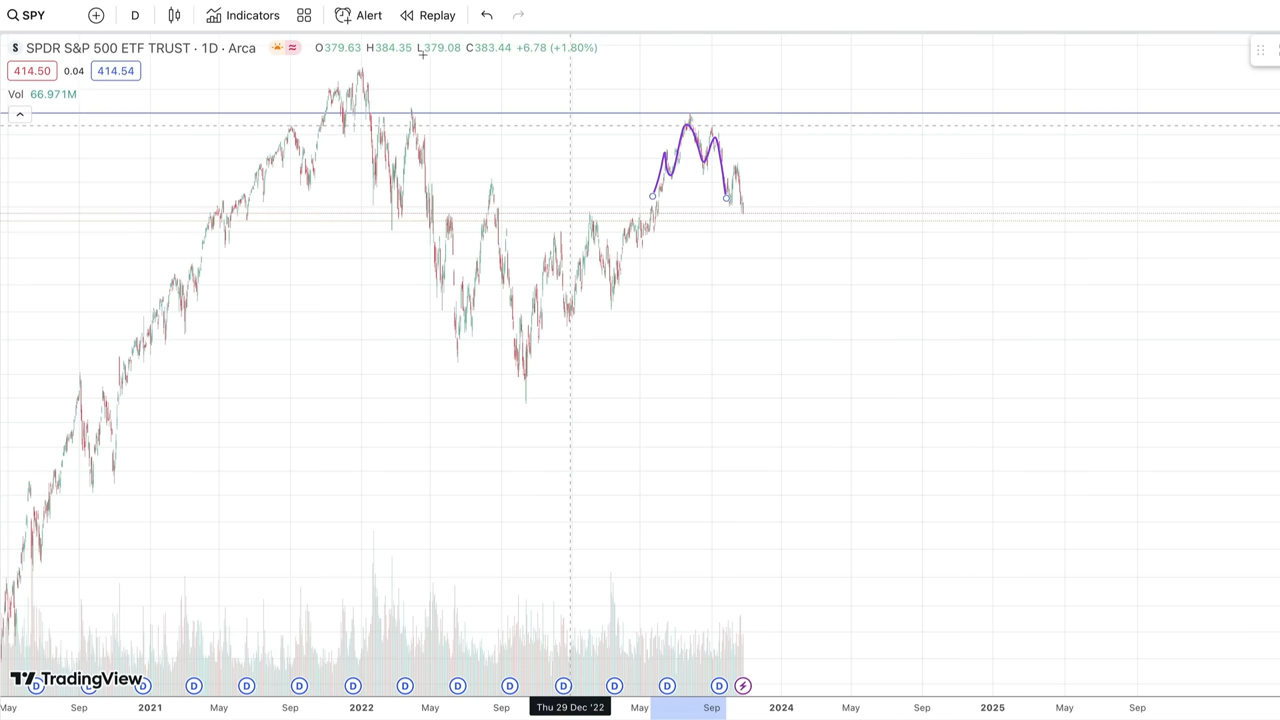 SPY D Indicators Alert Replay
S SPDR S&P 500 ETF TRUST · 1D · Arca O379.63 H384.35 L379.08 C383.44 +6.78 (+1.80%)
414.50 0.04 414.54
Vol 66.971M
TradingView
D D D D D D D D D D D D D D
May Sep 2021 May Sep 2022 May Sep Thu 29 Dec '22 May Sep 2024 May Sep 2025 May Sep